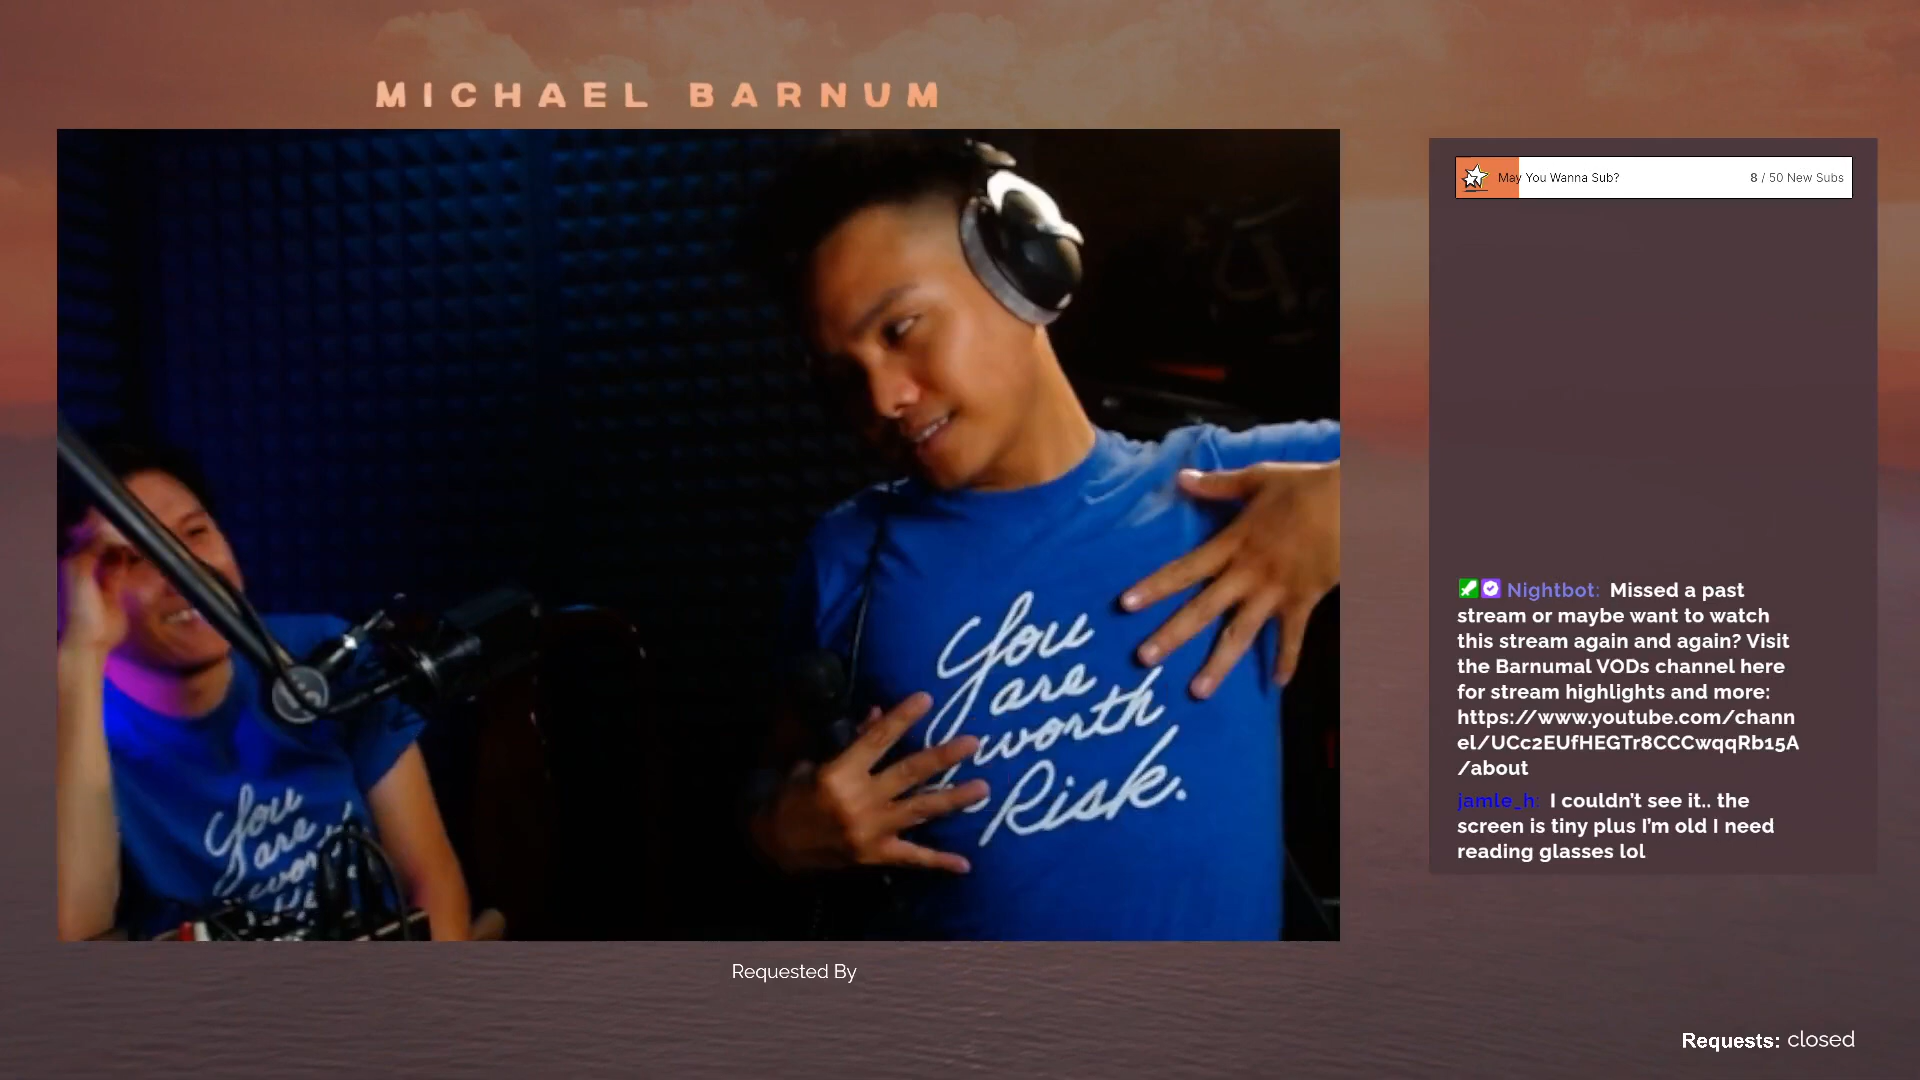 MICHAEL BARNUM
May You Wanna Sub? 8 / 50 New Subs
You
are
worth
Risk.
You
are
Nightbot: Missed a past
stream or maybe want to watch
this stream again and again? Visit
the Barnumal VODs channel here
for stream highlights and more:
https://www.youtube.com/chann
el/UCc2EUfHEGTr8CCCwqqRb15A
/about
jamle_h: I couldn't see it.. the
screen is tiny plus I'm old I need
reading glasses lol
Requested By
Requests: closed